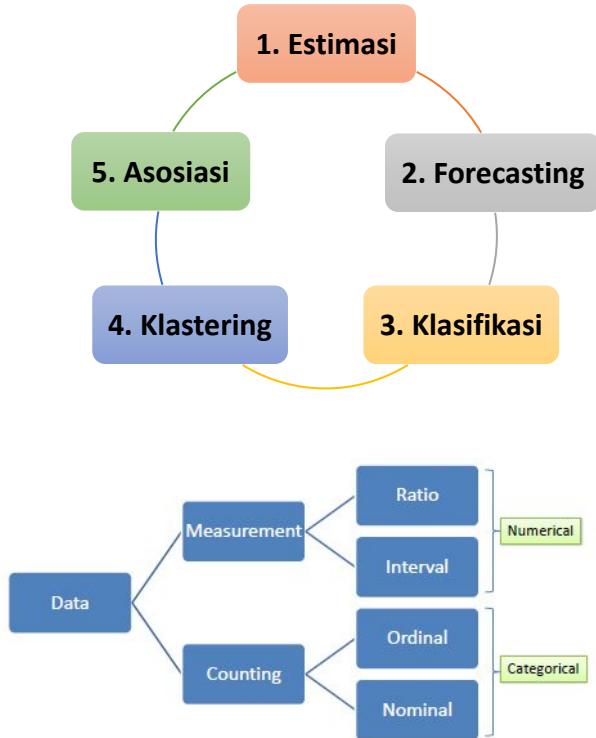 1. Estimasi
2. Forecasting
3. Klasifikasi
4. Klastering
5. Asosiasi
Data
Measurement
Ratio
Interval
Numerical
Counting
Ordinal
Nominal
Categorical